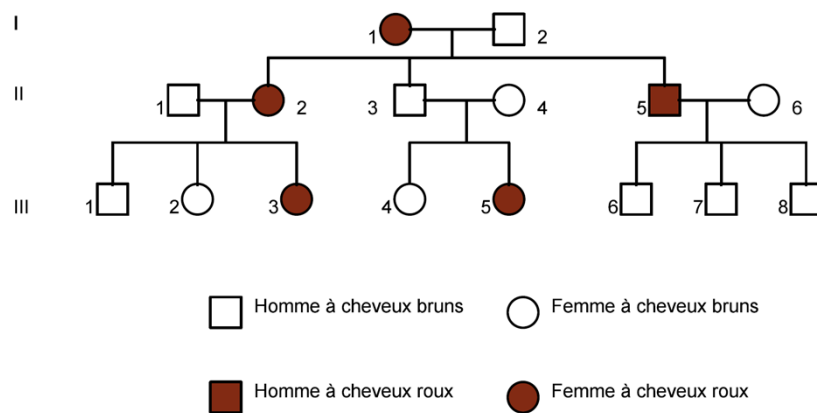 I
1 2
II
1 2 3 4 5 6
III
1 2 3 4 5 6 7 8
Homme à cheveux bruns Femme à cheveux bruns
Homme à cheveux roux Femme à cheveux roux